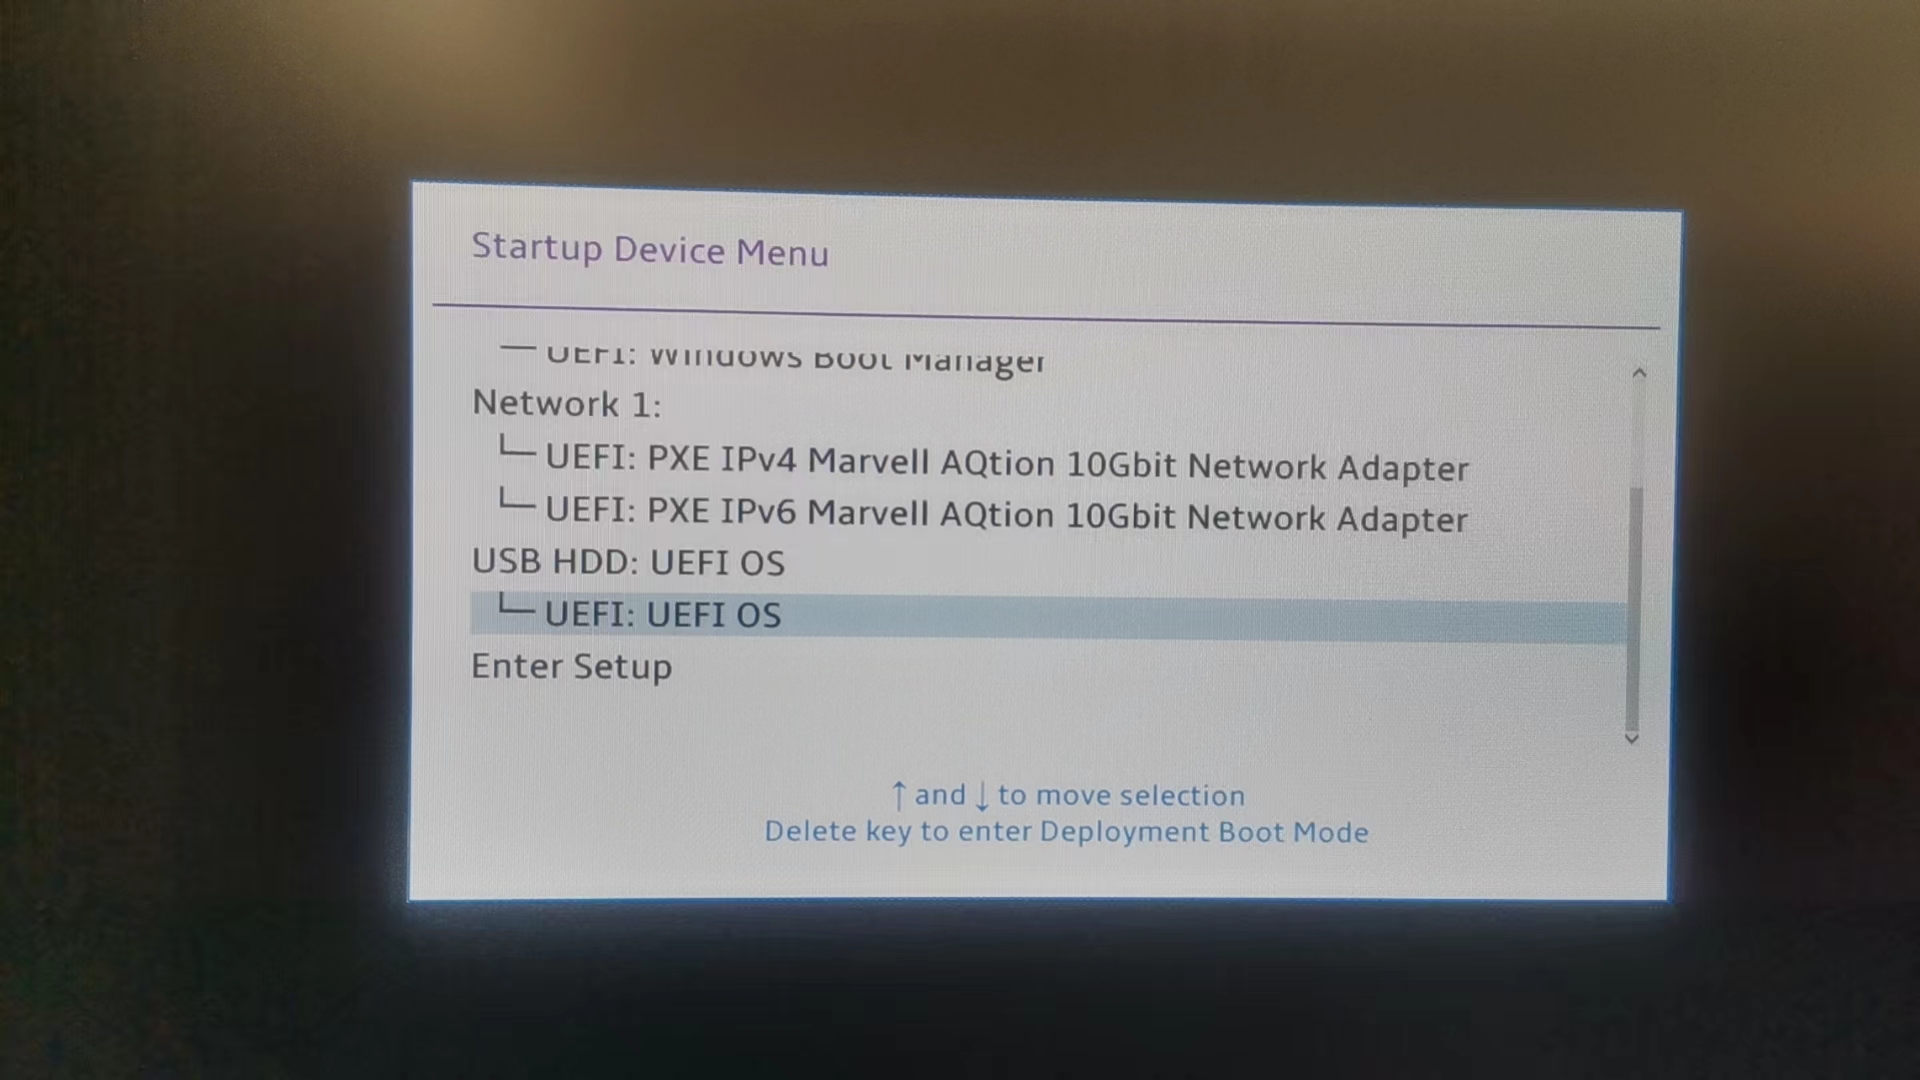 Startup Device Menu
UEFI: Windows Boot Manager
Network 1:
UEFI: PXE IPv4 Marvell AQtion 10Gbit Network Adapter
UEFI: PXE IPv6 Marvell AQtion 10Gbit Network Adapter
USB HDD: UEFI OS
UEFI: UEFI OS
Enter Setup
↑ and ↓ to move selection
Delete key to enter Deployment Boot Mode